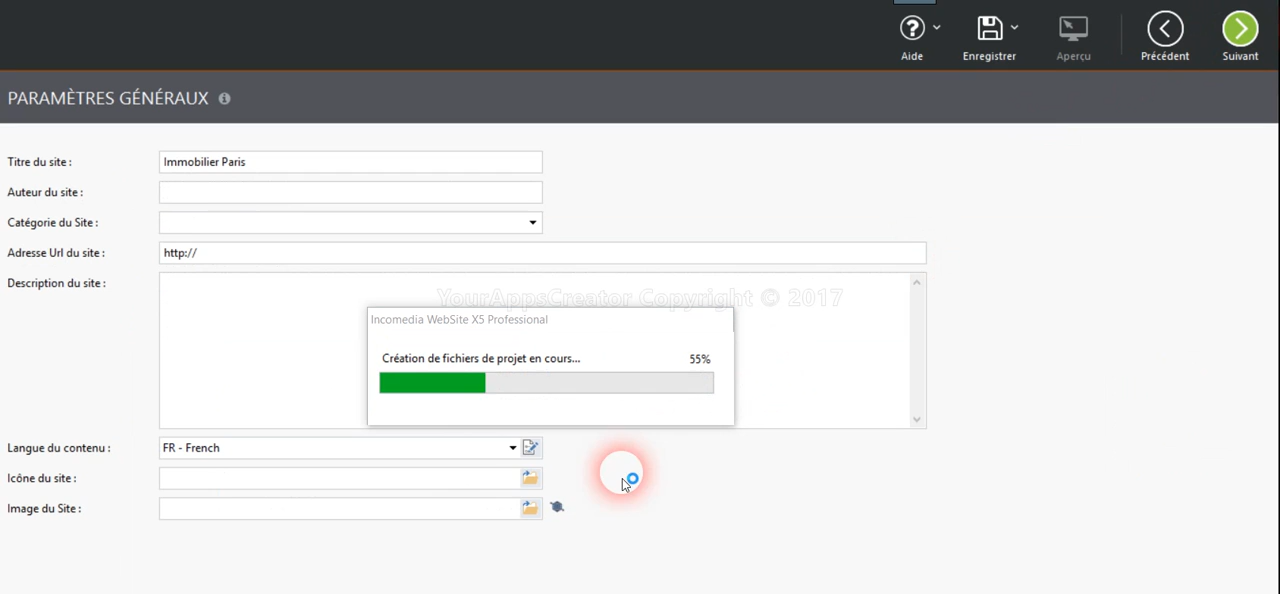 Aide
Enregistrer
Aperçu
Précédent
Suivant
PARAMÈTRES GÉNÉRAUX
Titre du site :
Immobilier Paris
Auteur du site :
Catégorie du Site :
Adresse Url du site :
http://
Description du site :
YourAppsCreator Copyright © 2017
Incomedia WebSite X5 Professional
Création de fichiers de projet en cours...
55%
Langue du contenu :
FR - French
Icône du site :
Image du Site :